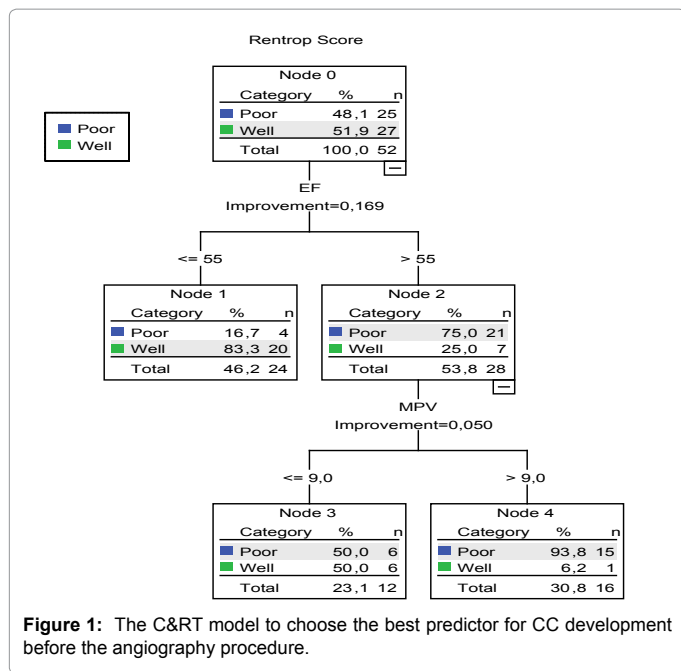 Rentrop Score
Poor
Well
Node 0
Category % n
Poor 48,1 25
Well 51,9 27
Total 100,0 52
EF
Improvement=0,169
<= 55
> 55
Node 1
Category % n
Poor 16,7 4
Well 83,3 20
Total 46,2 24
Node 2
Category % n
Poor 75,0 21
Well 25,0 7
Total 53,8 28
MPV
Improvement=0,050
<= 9,0
> 9,0
Node 3
Category % n
Poor 50,0 6
Well 50,0 6
Total 23,1 12
Node 4
Category % n
Poor 93,8 15
Well 6,2 1
Total 30,8 16
Figure 1: The C&RT model to choose the best predictor for CC development
before the angiography procedure.